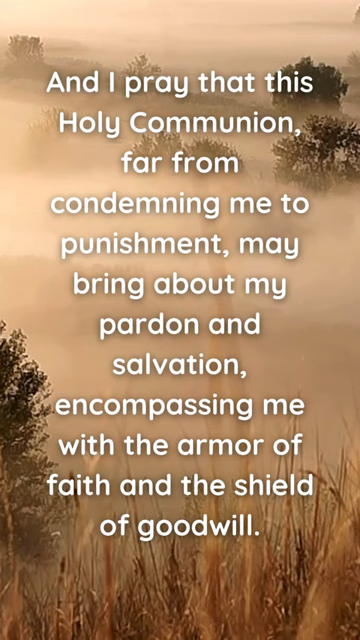 And I pray that this
Holy Communion,
far from
condemning me to
punishment, may
bring about my
pardon and
salvation,
encompassing me
with the armor of
faith and the shield
of goodwill.